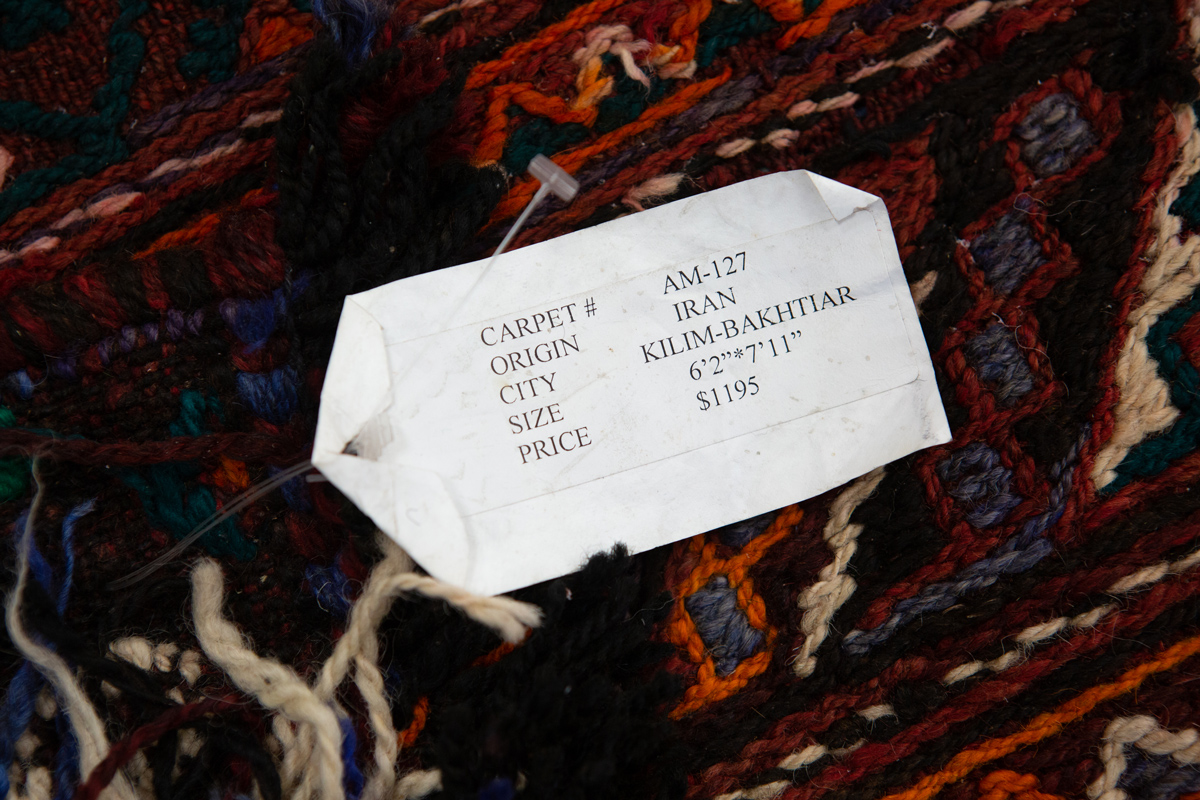 CARPET # AM-127
ORIGIN IRAN
CITY KILIM-BAKHTIAR
SIZE 6’2”*7’11”
PRICE $1195